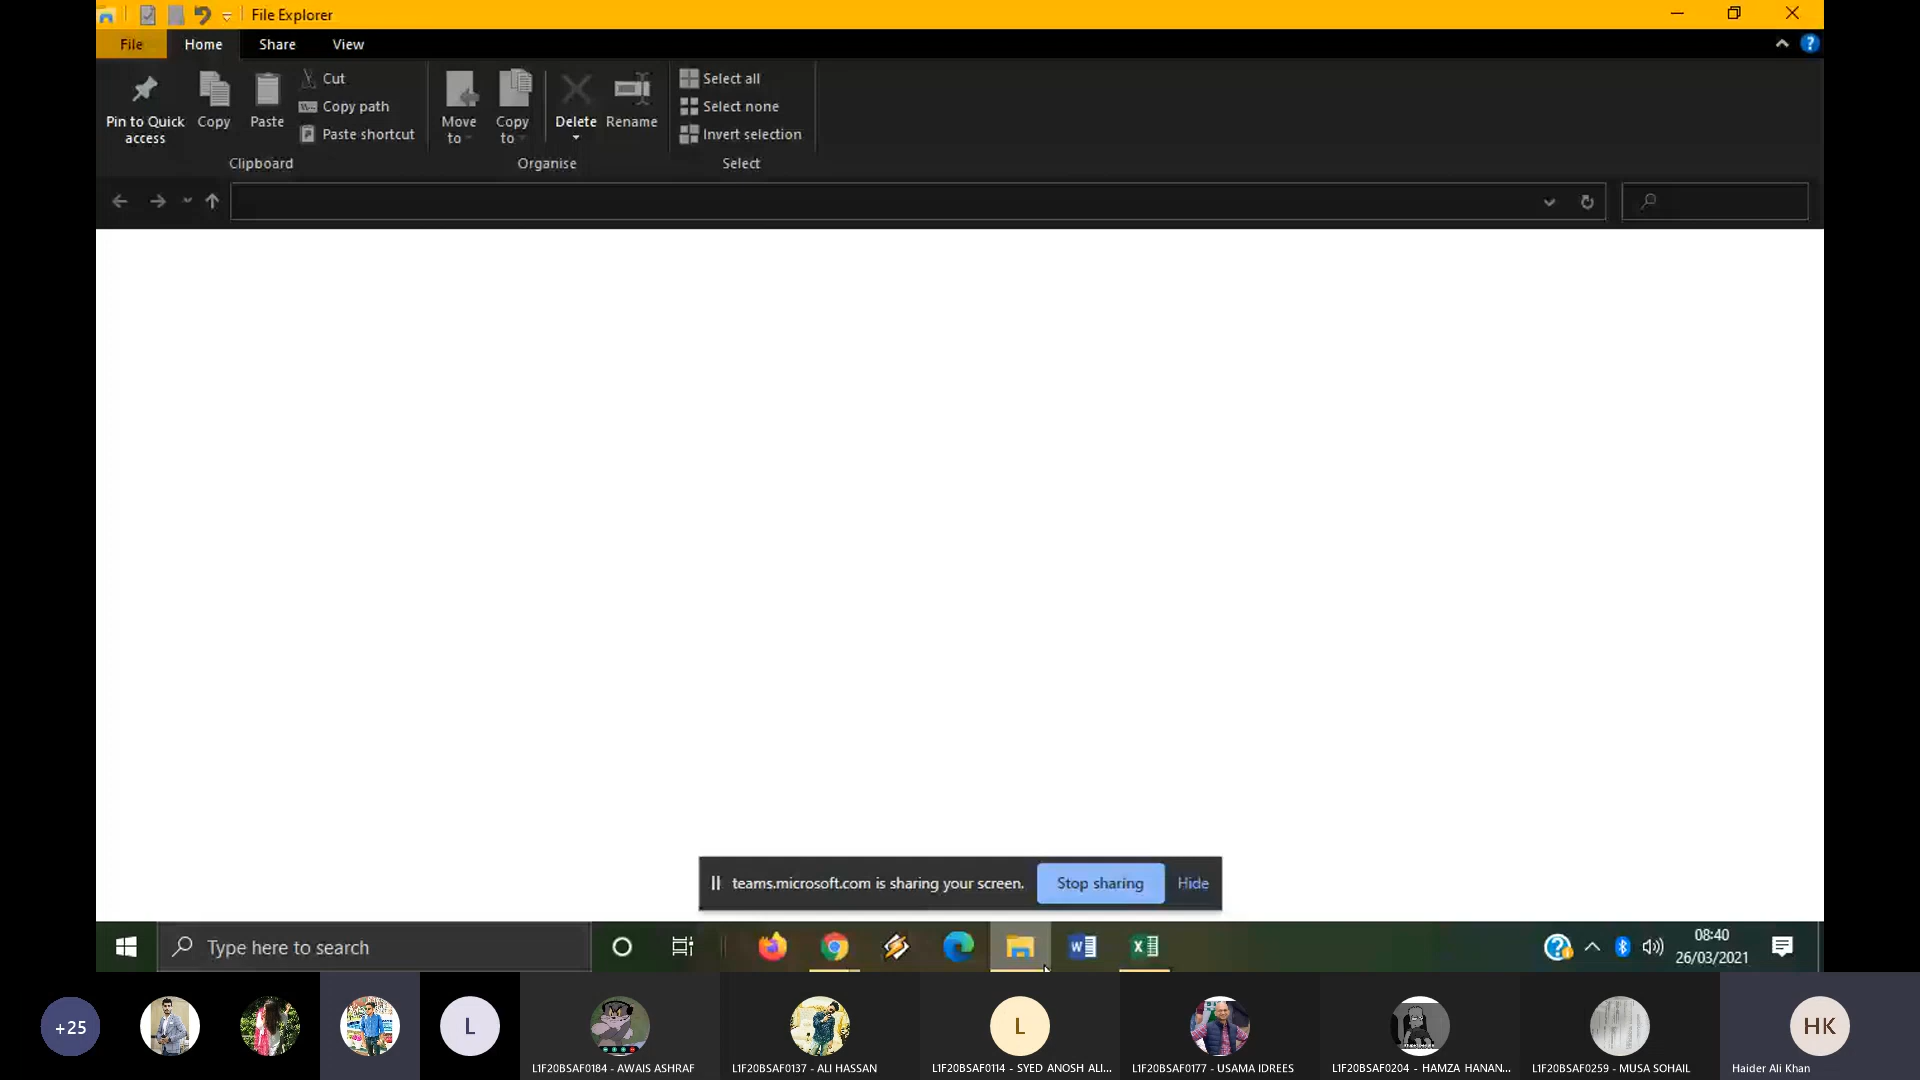 File Explorer
File Home Share View
Pin to Quick access
Copy
Paste
Cut
Copy path
Paste shortcut
Clipboard
Move to
Copy to
Delete
Rename
Organise
Select all
Select none
Invert selection
Select
teams.microsoft.com is sharing your screen. Stop sharing Hide
Type here to search
08:40
26/03/2021
+25
L
L
HK
L1F20BSAF0184 - AWAIS ASHRAF
L1F20BSAF0137 - ALI HASSAN
L1F20BSAF0114 - SYED ANOSH ALI...
L1F20BSAF0177 - USAMA IDREES
L1F20BSAF0204 - HAMZA HANAN...
L1F20BSAF0259 - MUSA SOHAIL
Haider Ali Khan